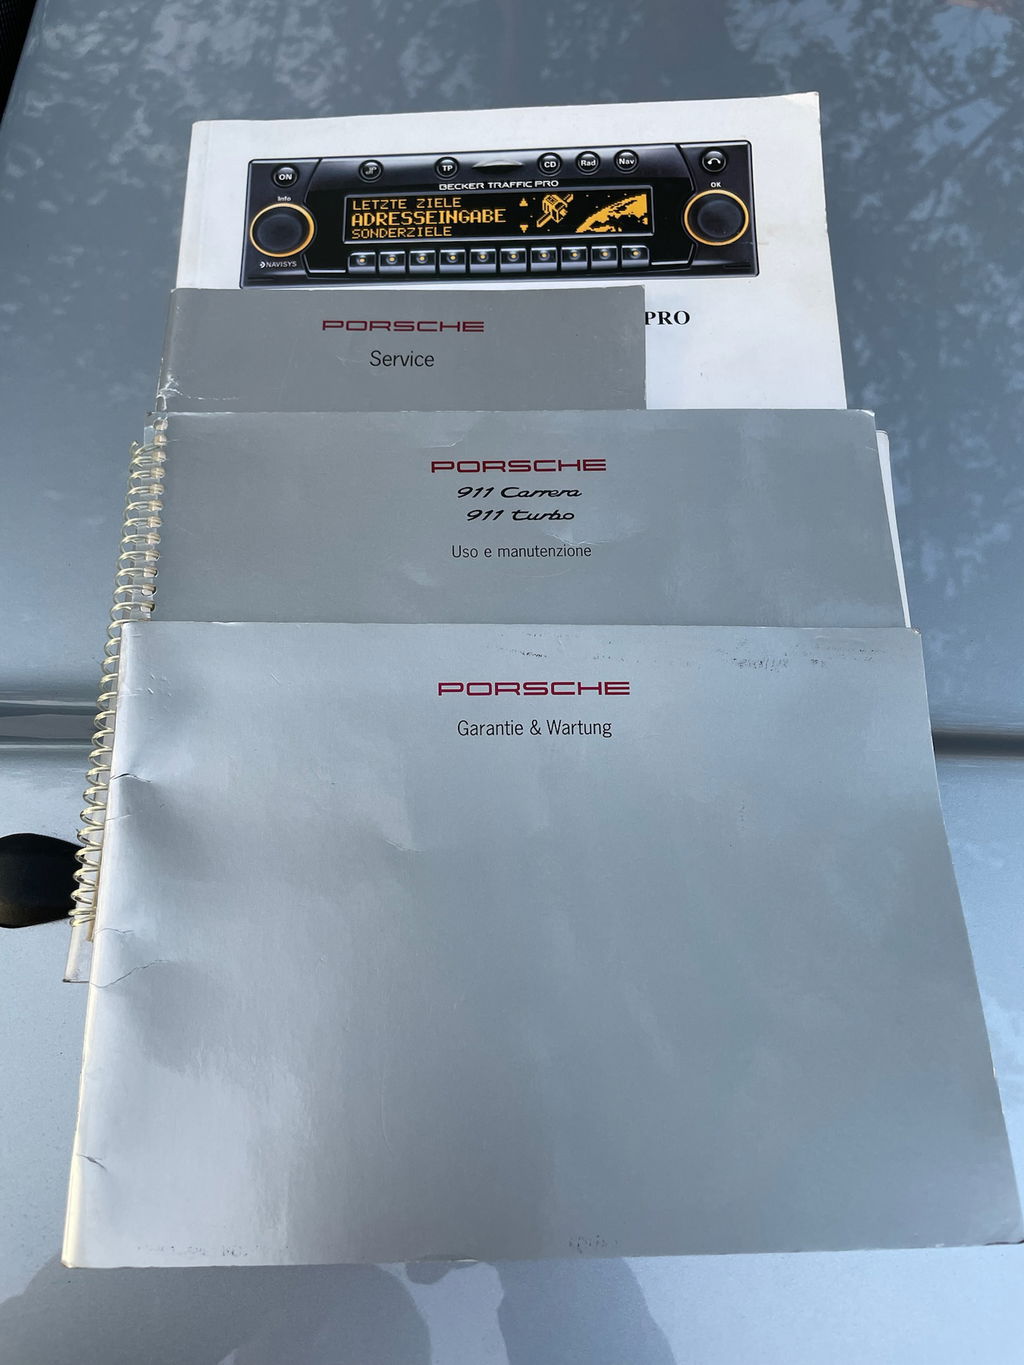 ON
TP
CD
Rad
Nav
BECKER TRAFFIC PRO
Info
OK
LETZTE ZIELE
ADRESSEINGABE
SONDERZIELE
NAVISYS
PRO
PORSCHE
Service
PORSCHE
911 Carrera
911 turbo
Uso e manutenzione
PORSCHE
Garantie & Wartung